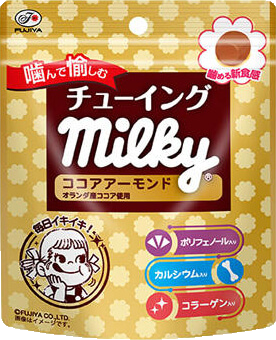 FUJIYA
噛んで愉しむ
噛める新食感
チューイング
milky®
ココアアーモンド
オランダ産ココア使用
毎日イキイキ!
ポリフェノール入り
カルシウム入り
コラーゲン入り
©FUJIYA CO.,LTD.
画像はイメージです。